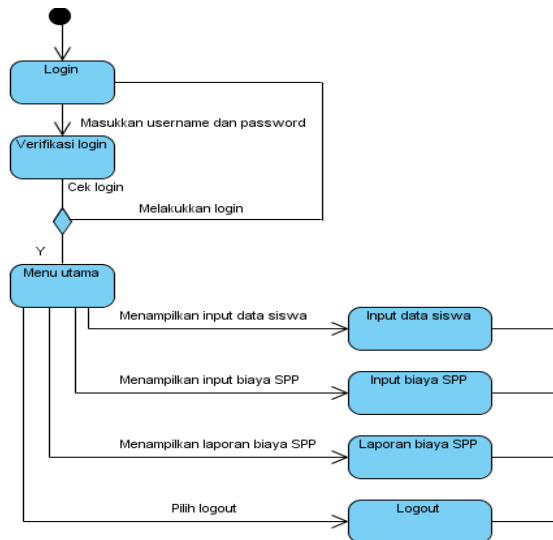 Login
Masukkan username dan password
Verifikasi login
Cek login
Melakukkan login
Y
Menu utama
Menampilkan input data siswa
Input data siswa
Menampilkan input biaya SPP
Input biaya SPP
Menampilkan laporan biaya SPP
Laporan biaya SPP
Pilih logout
Logout